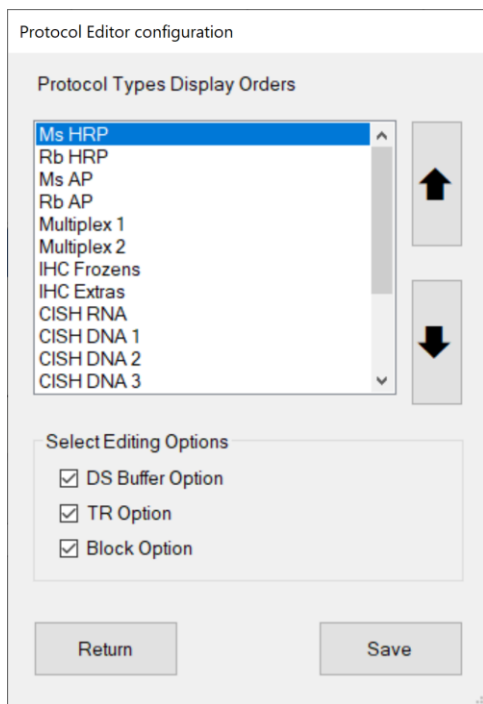 Protocol Editor configuration
Protocol Types Display Orders
Ms HRP
Rb HRP
Ms AP
Rb AP
Multiplex 1
Multiplex 2
IHC Frozens
IHC Extras
CISH RNA
CISH DNA 1
CISH DNA 2
CISH DNA 3
Select Editing Options
DS Buffer Option
TR Option
Block Option
Return
Save